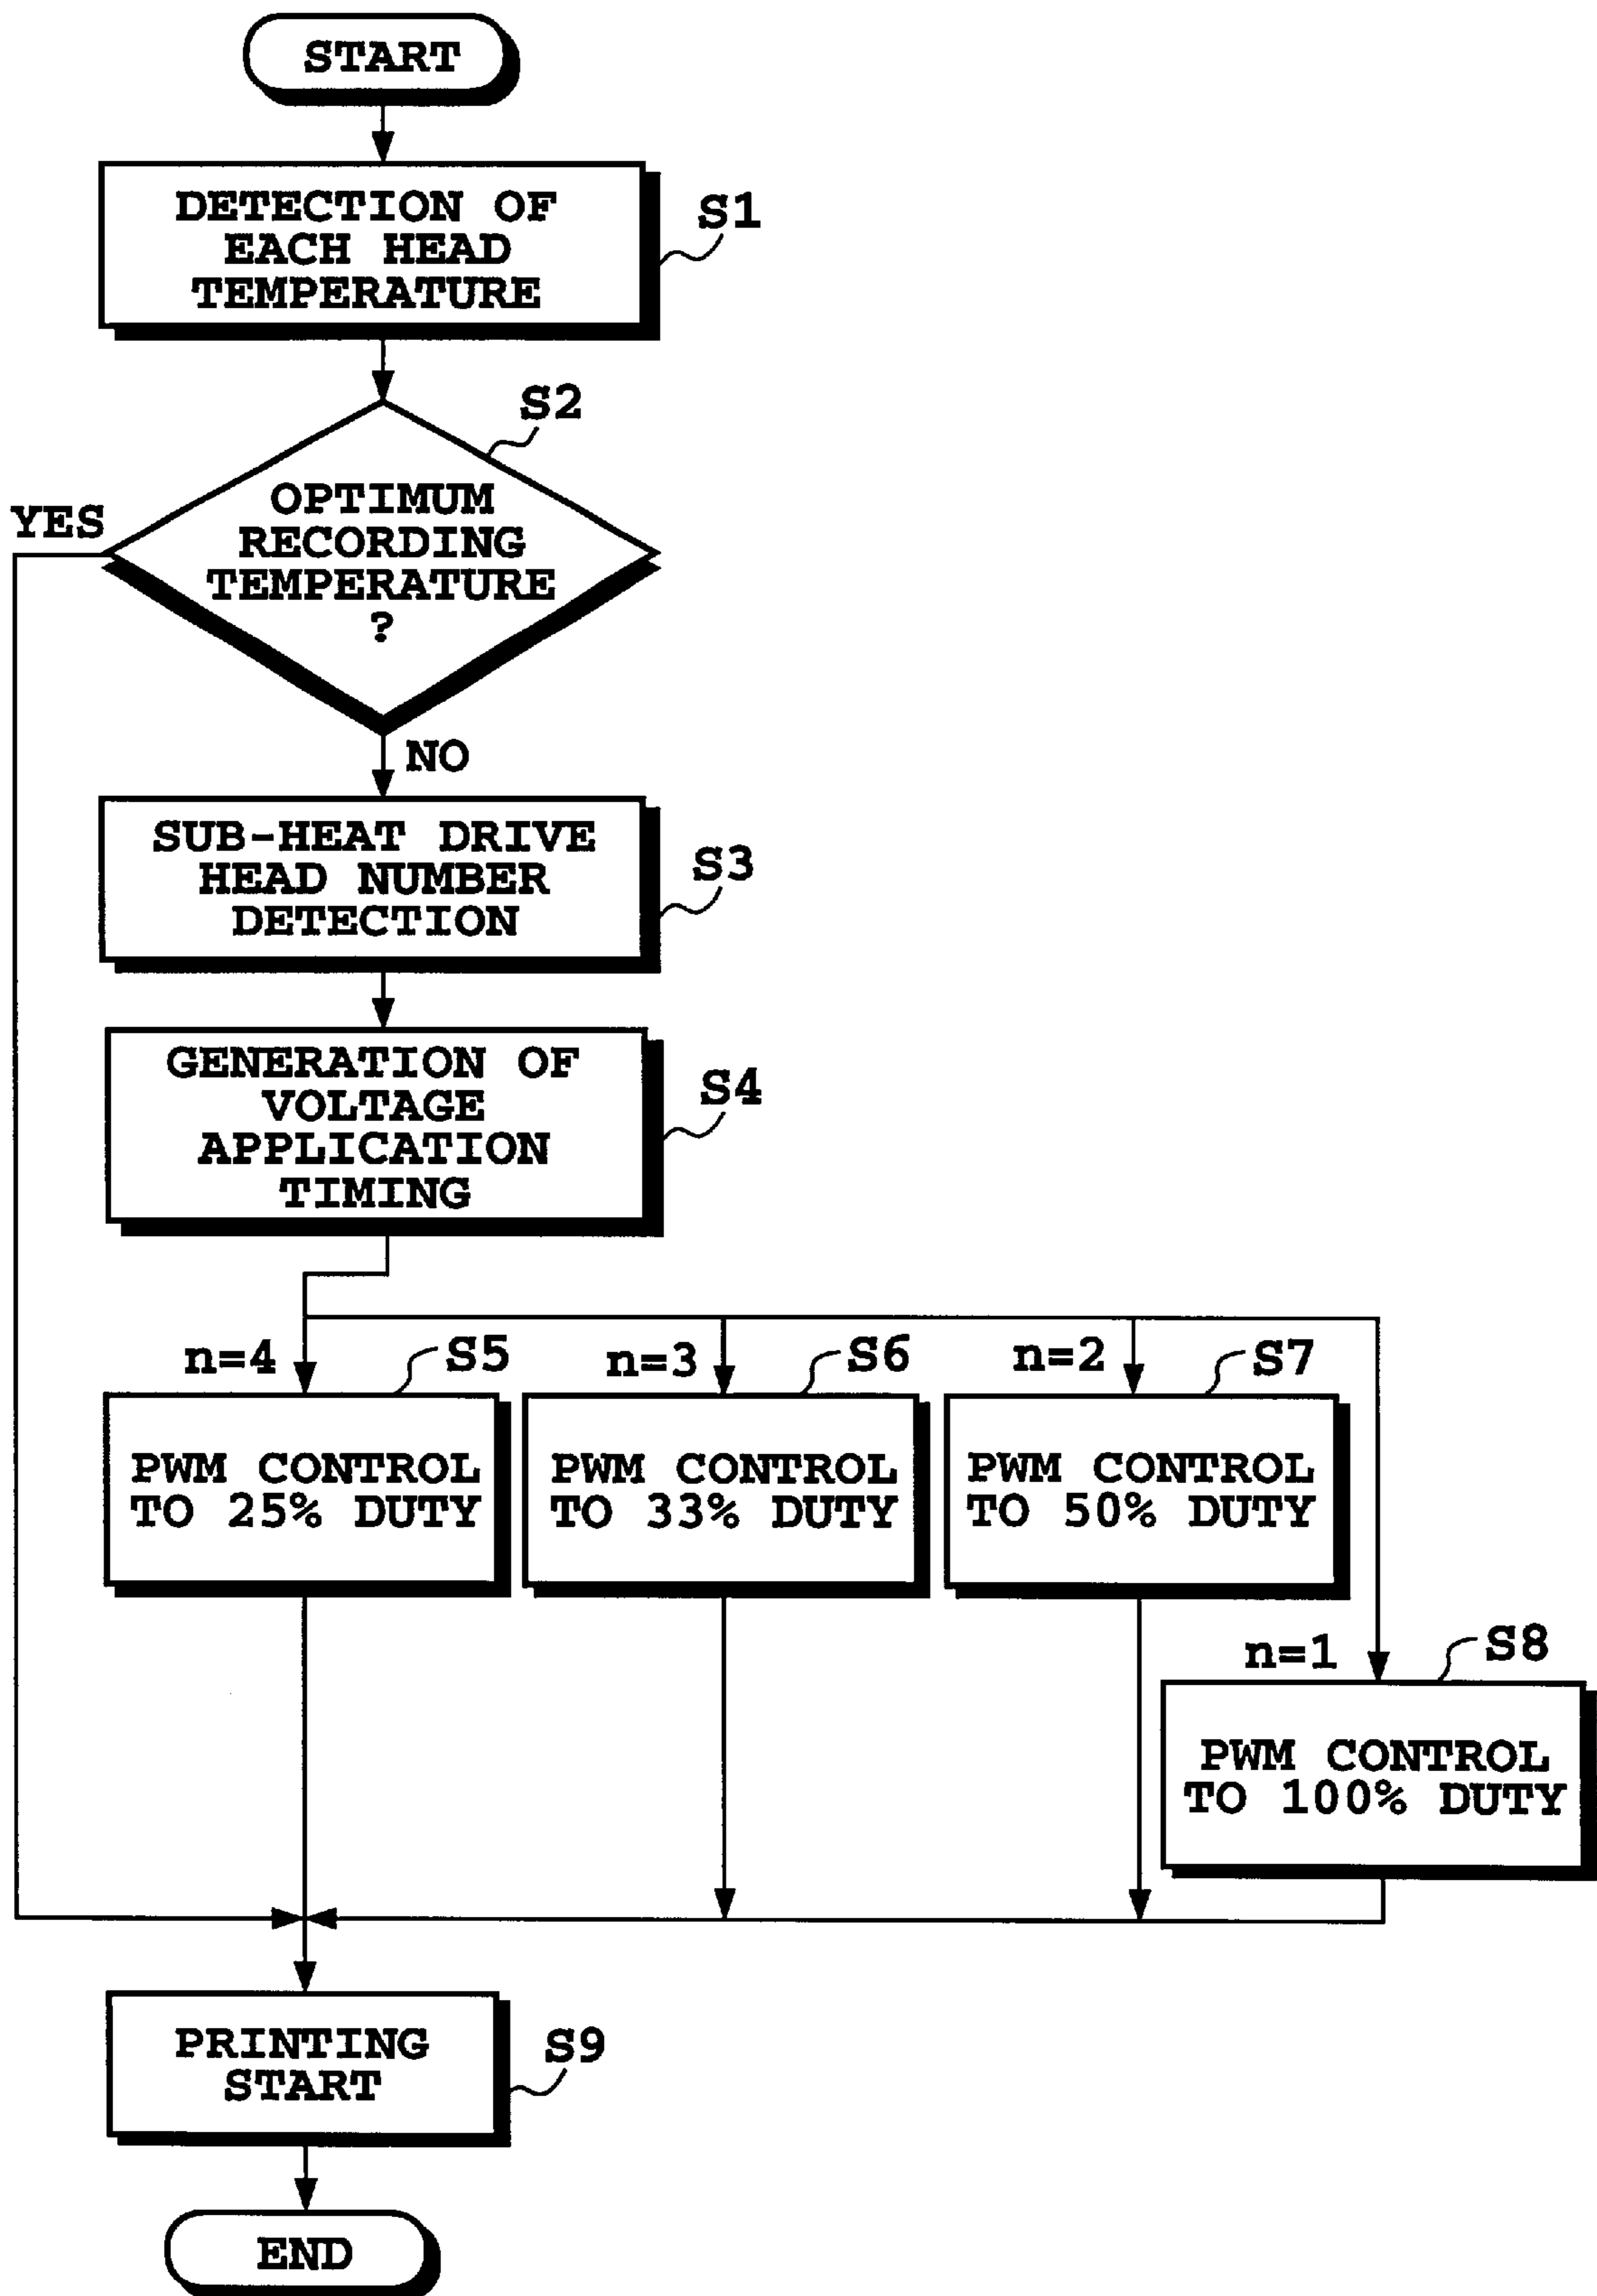 START
DETECTION OF
EACH HEAD
TEMPERATURE
S1
S2
OPTIMUM
RECORDING
TEMPERATURE
?
YES
NO
SUB-HEAT DRIVE
HEAD NUMBER
DETECTION
S3
GENERATION OF
VOLTAGE
APPLICATION
TIMING
S4
n=4
S5
PWM CONTROL
TO 25% DUTY
n=3
S6
PWM CONTROL
TO 33% DUTY
n=2
S7
PWM CONTROL
TO 50% DUTY
n=1
S8
PWM CONTROL
TO 100% DUTY
PRINTING
START
S9
END